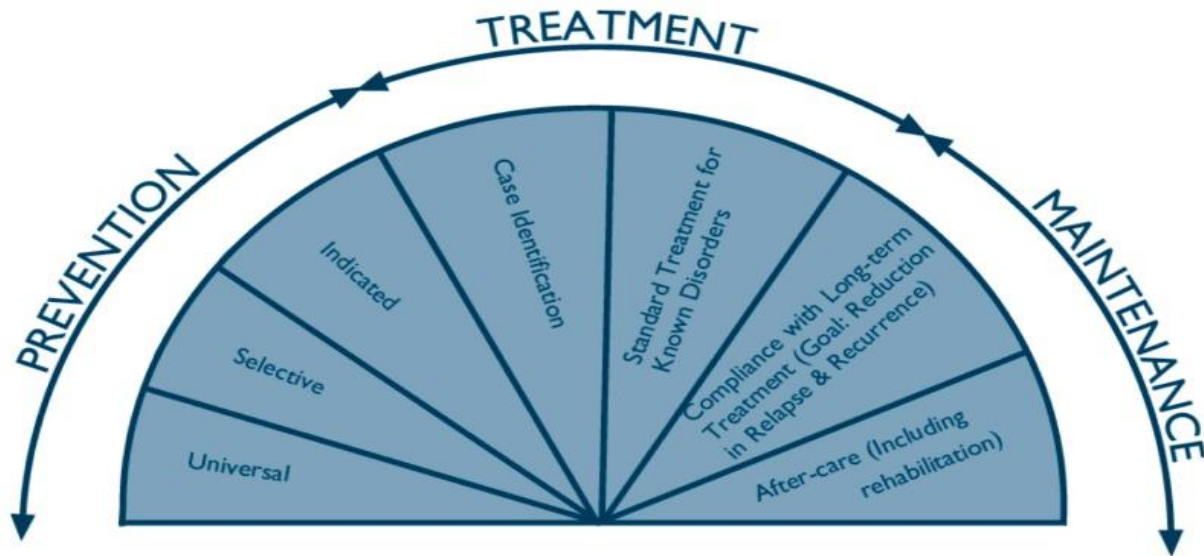 TREATMENT
PREVENTION
MAINTENANCE
Universal
Selective
Indicated
Case Identification
Standard Treatment for
Known Disorders
Compliance with Long-term
Treatment (Goal: Reduction
in Relapse & Recurrence)
After-care (Including
rehabilitation)